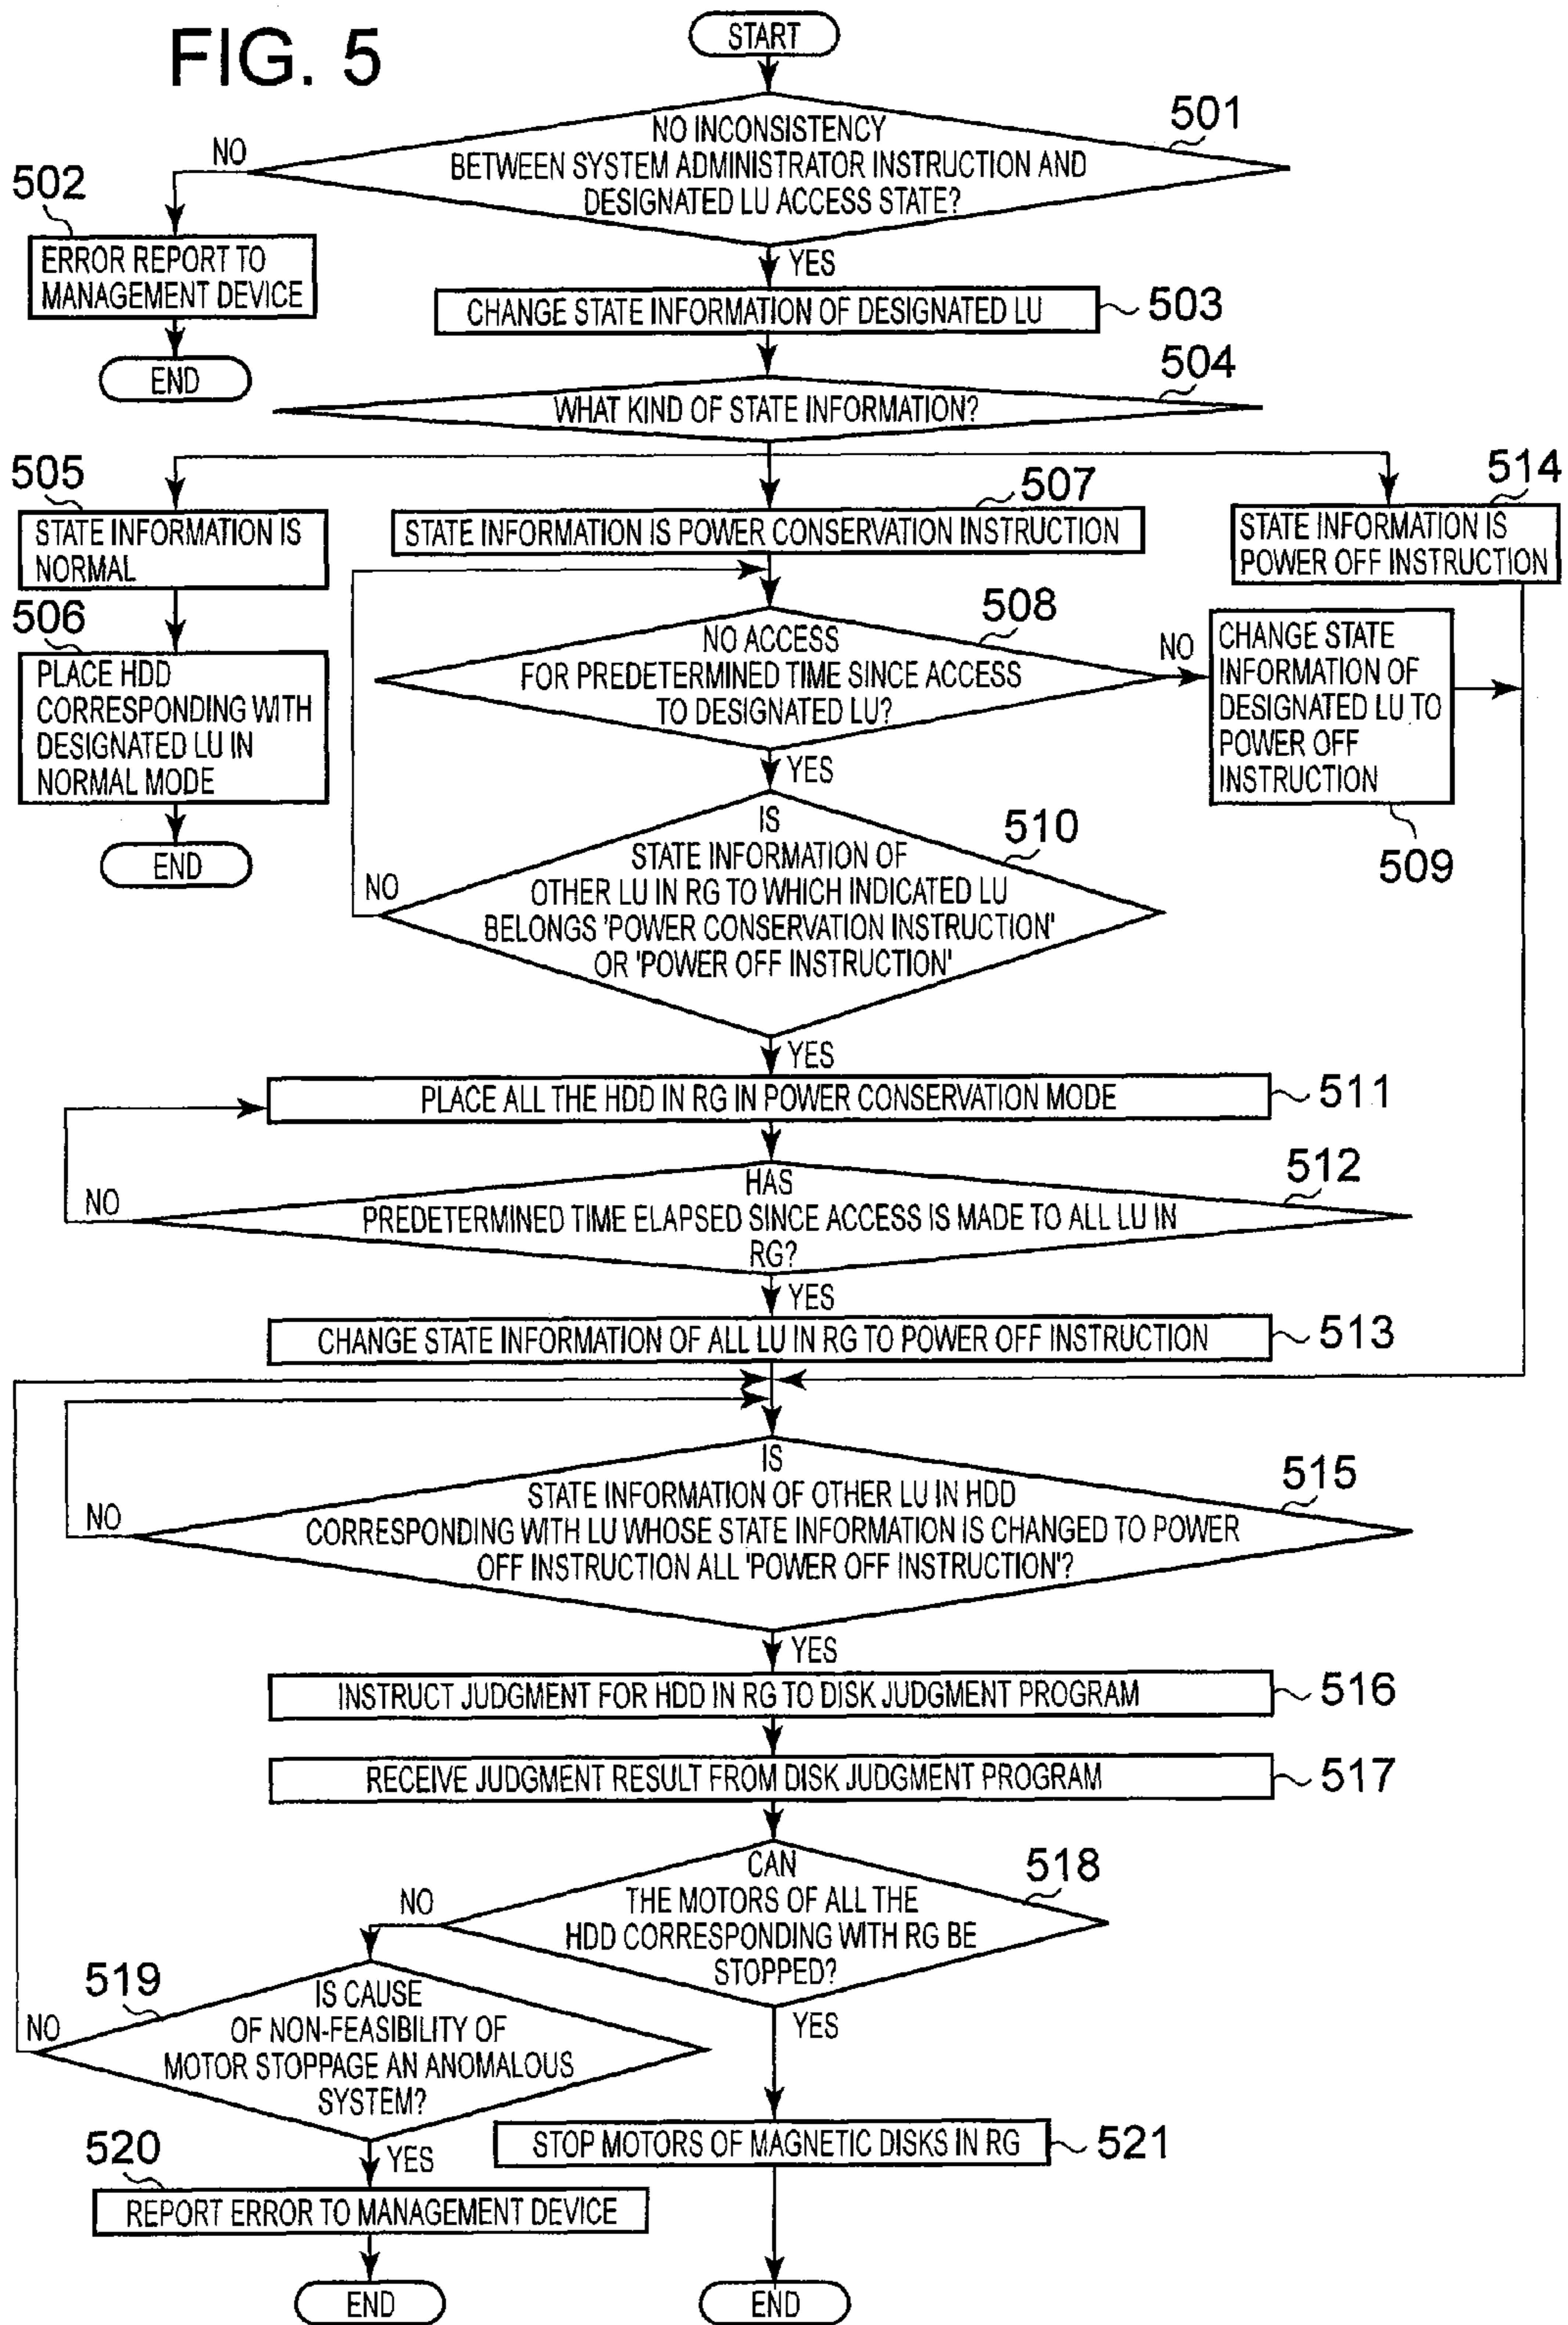 FIG. 5
START
501
NO INCONSISTENCY
BETWEEN SYSTEM ADMINISTRATOR INSTRUCTION AND
DESIGNATED LU ACCESS STATE?
NO
YES
502
ERROR REPORT TO
MANAGEMENT DEVICE
END
CHANGE STATE INFORMATION OF DESIGNATED LU
503
504
WHAT KIND OF STATE INFORMATION?
505
STATE INFORMATION IS
NORMAL
506
PLACE HDD
CORRESPONDING WITH
DESIGNATED LU IN
NORMAL MODE
END
507
STATE INFORMATION IS POWER CONSERVATION INSTRUCTION
514
STATE INFORMATION IS
POWER OFF INSTRUCTION
508
NO ACCESS
FOR PREDETERMINED TIME SINCE ACCESS
TO DESIGNATED LU?
NO
YES
CHANGE STATE
INFORMATION OF
DESIGNATED LU TO
POWER OFF
INSTRUCTION
509
510
IS
STATE INFORMATION OF
OTHER LU IN RG TO WHICH INDICATED LU
BELONGS 'POWER CONSERVATION INSTRUCTION'
OR 'POWER OFF INSTRUCTION'
NO
YES
PLACE ALL THE HDD IN RG IN POWER CONSERVATION MODE
511
512
HAS
PREDETERMINED TIME ELAPSED SINCE ACCESS IS MADE TO ALL LU IN
RG?
NO
YES
CHANGE STATE INFORMATION OF ALL LU IN RG TO POWER OFF INSTRUCTION
513
515
IS
STATE INFORMATION OF OTHER LU IN HDD
CORRESPONDING WITH LU WHOSE STATE INFORMATION IS CHANGED TO POWER
OFF INSTRUCTION ALL 'POWER OFF INSTRUCTION'?
NO
YES
INSTRUCT JUDGMENT FOR HDD IN RG TO DISK JUDGMENT PROGRAM
516
RECEIVE JUDGMENT RESULT FROM DISK JUDGMENT PROGRAM
517
518
CAN
THE MOTORS OF ALL THE
HDD CORRESPONDING WITH RG BE
STOPPED?
NO
YES
519
IS CAUSE
OF NON-FEASIBILITY OF
MOTOR STOPPAGE AN ANOMALOUS
SYSTEM?
NO
YES
520
REPORT ERROR TO MANAGEMENT DEVICE
END
STOP MOTORS OF MAGNETIC DISKS IN RG
521
END